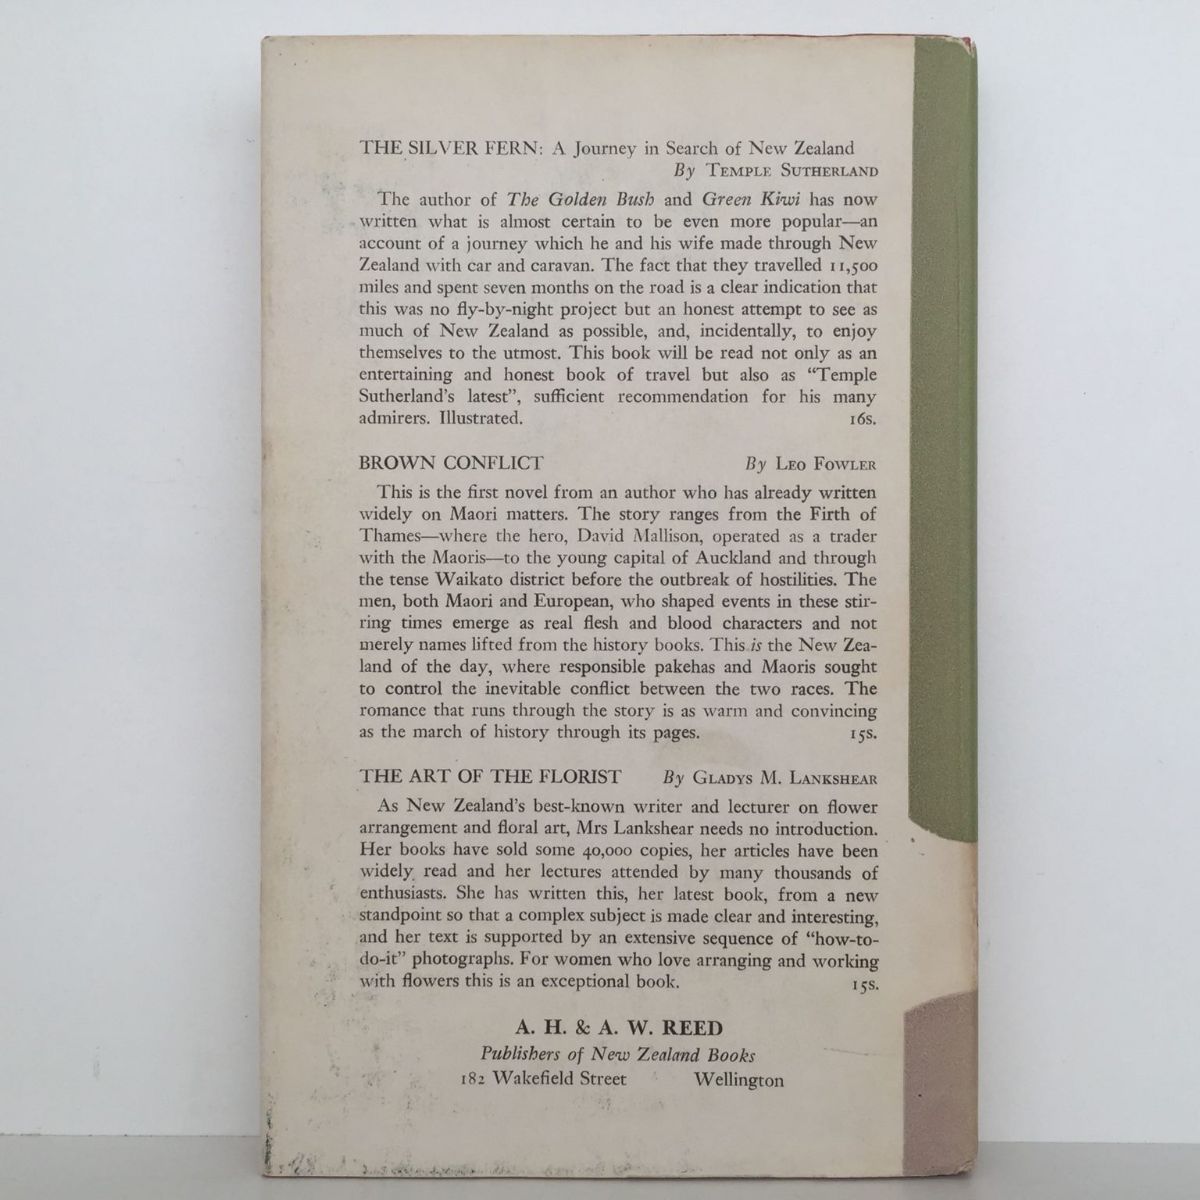 THE SILVER FERN: A Journey in Search of New Zealand
By TEMPLE SUTHERLAND
The author of The Golden Bush and Green Kiwi has now
written what is almost certain to be even more popular—an
account of a journey which he and his wife made through New
Zealand with car and caravan. The fact that they travelled 11,500
miles and spent seven months on the road is a clear indication that
this was no fly-by-night project but an honest attempt to see as
much of New Zealand as possible, and, incidentally, to enjoy
themselves to the utmost. This book will be read not only as an
entertaining and honest book of travel but also as “Temple
Sutherland’s latest”, sufficient recommendation for his many
admirers. Illustrated. 16s.
BROWN CONFLICT By LEO FOWLER
This is the first novel from an author who has already written
widely on Maori matters. The story ranges from the Firth of
Thames—where the hero, David Mallison, operated as a trader
with the Maoris—to the young capital of Auckland and through
the tense Waikato district before the outbreak of hostilities. The
men, both Maori and European, who shaped events in these stir-
ring times emerge as real flesh and blood characters and not
merely names lifted from the history books. This is the New Zea-
land of the day, where responsible pakehas and Maoris sought
to control the inevitable conflict between the two races. The
romance that runs through the story is as warm and convincing
as the march of history through its pages. 15s.
THE ART OF THE FLORIST By GLADYS M. LANKSHEAR
As New Zealand’s best-known writer and lecturer on flower
arrangement and floral art, Mrs Lankshear needs no introduction.
Her books have sold some 40,000 copies, her articles have been
widely read and her lectures attended by many thousands of
enthusiasts. She has written this, her latest book, from a new
standpoint so that a complex subject is made clear and interesting,
and her text is supported by an extensive sequence of “how-to-
do-it” photographs. For women who love arranging and working
with flowers this is an exceptional book. 15s.
A. H. & A. W. REED
Publishers of New Zealand Books
182 Wakefield Street Wellington